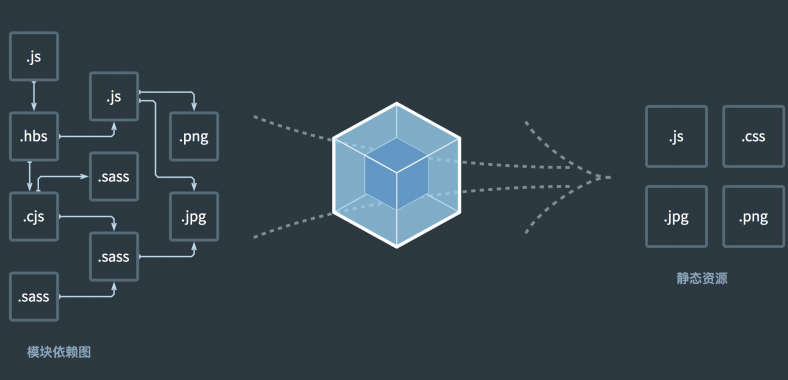 .js
.js
.hbs
.png
.sass
.cjs
.jpg
.sass
.sass
模块依赖图
.js
.css
.jpg
.png
静态资源